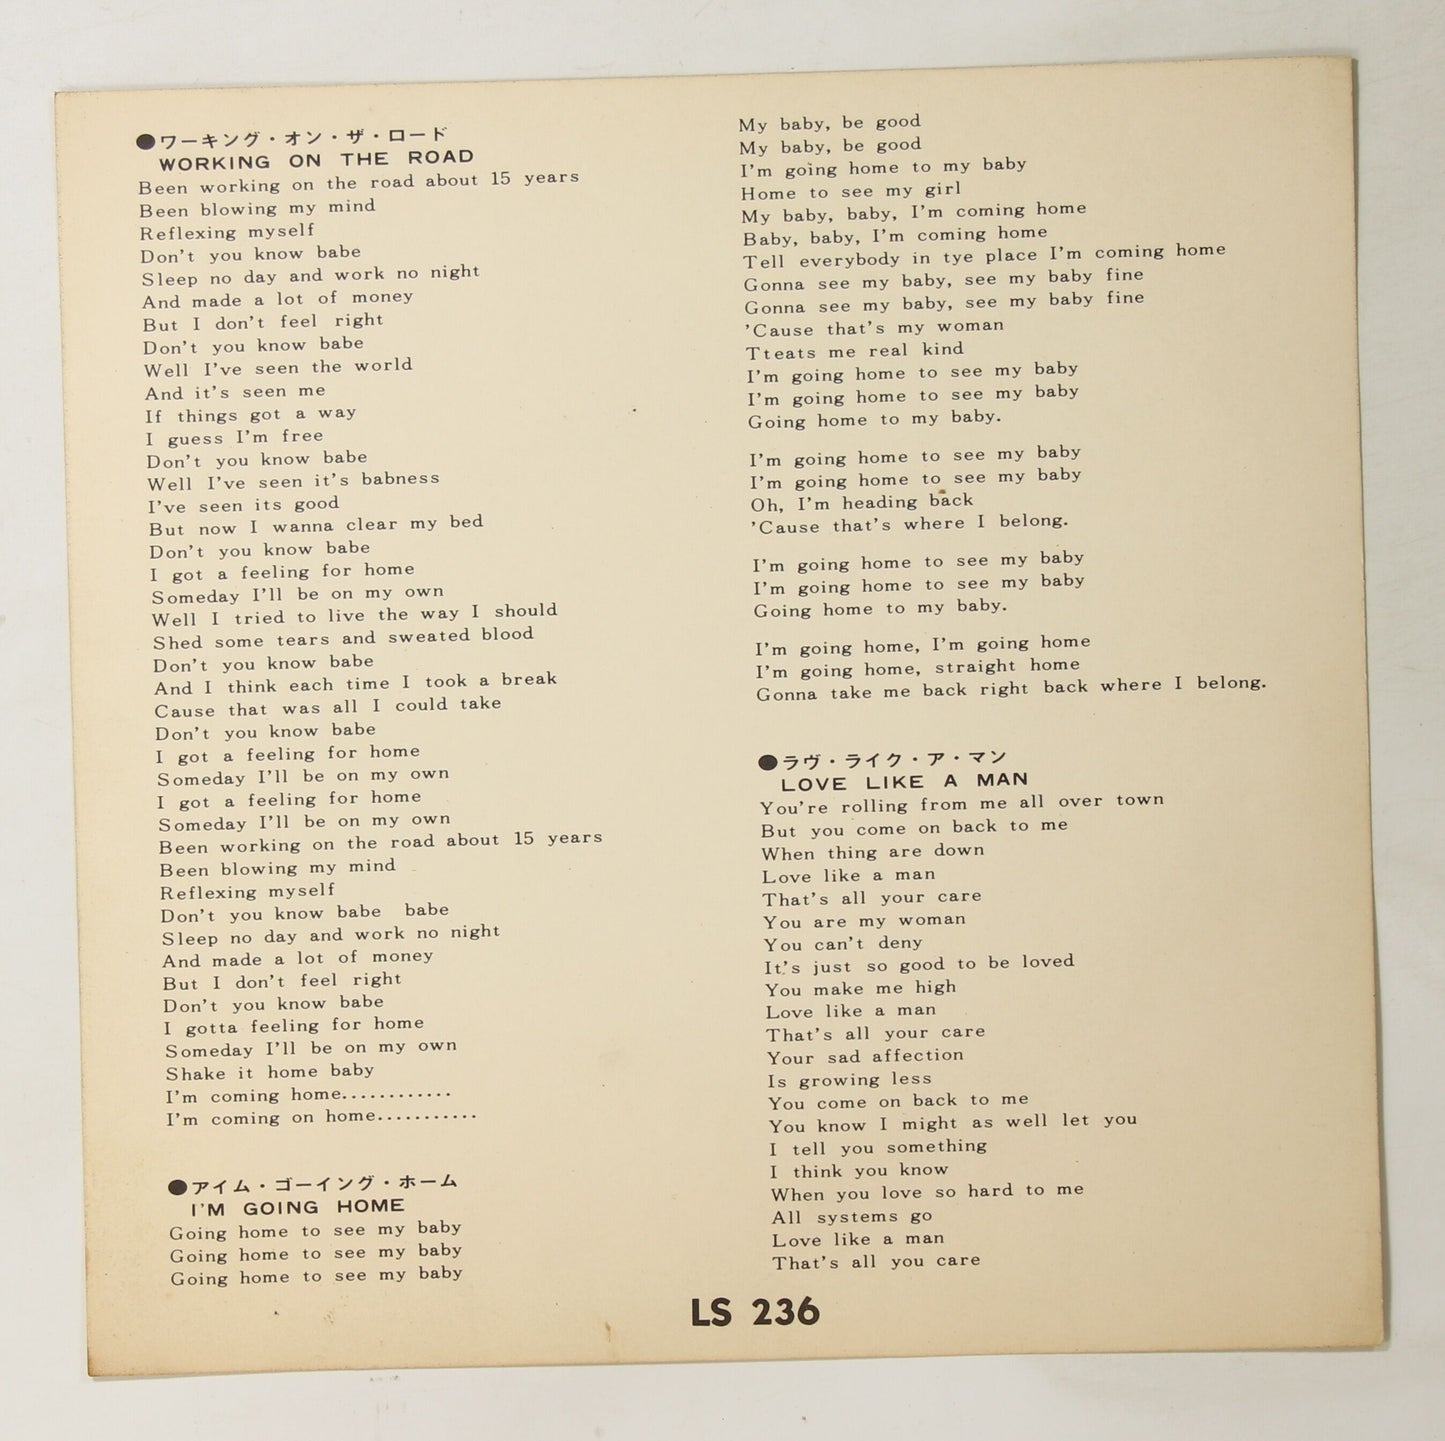 ●ワーキング・オン・ザ・ロード
WORKING ON THE ROAD
Been working on the road about 15 years
Been blowing my mind
Reflexing myself
Don't you know babe
Sleep no day and work no night
And made a lot of money
But I don't feel right
Don't you know babe
Well I've seen the world
And it's seen me
If things got a way
I guess I'm free
Don't you know babe
Well I've seen it's babness
I've seen its good
But now I wanna clear my bed
Don't you know babe
I got a feeling for home
Someday I'll be on my own
Well I tried to live the way I should
Shed some tears and sweated blood
Don't you know babe
And I think each time I took a break
Cause that was all I could take
Don't you know babe
I got a feeling for home
Someday I'll be on my own
I got a feeling for home
Someday I'll be on my own
Been working on the road about 15 years
Been blowing my mind
Reflexing myself
Don't you know babe babe
Sleep no day and work no night
And made a lot of money
But I don't feel right
Don't you know babe
I gotta feeling for home
Someday I'll be on my own
Shake it home baby
I'm coming home............
I'm coming on home...........
●アイム・ゴーイング・ホーム
I'M GOING HOME
Going home to see my baby
Going home to see my baby
Going home to see my baby
My baby, be good
My baby, be good
I'm going home to my baby
Home to see my girl
My baby, baby, I'm coming home
Baby, baby, I'm coming home
Tell everybody in tye place I'm coming home
Gonna see my baby, see my baby fine
Gonna see my baby, see my baby fine
'Cause that's my woman
Tteats me real kind
I'm going home to see my baby
I'm going home to see my baby
Going home to my baby.
I'm going home to see my baby
I'm going home to see my baby
Oh, I'm heading back
'Cause that's where I belong.
I'm going home to see my baby
I'm going home to see my baby
Going home to my baby.
I'm going home, I'm going home
I'm going home, straight home
Gonna take me back right back where I belong.
●ラヴ・ライク・ア・マン
LOVE LIKE A MAN
You're rolling from me all over town
But you come on back to me
When thing are down
Love like a man
That's all your care
You are my woman
You can't deny
It's just so good to be loved
You make me high
Love like a man
That's all your care
Your sad affection
Is growing less
You come on back to me
You know I might as well let you
I tell you something
I think you know
When you love so hard to me
All systems go
Love like a man
That's all you care
LS 236